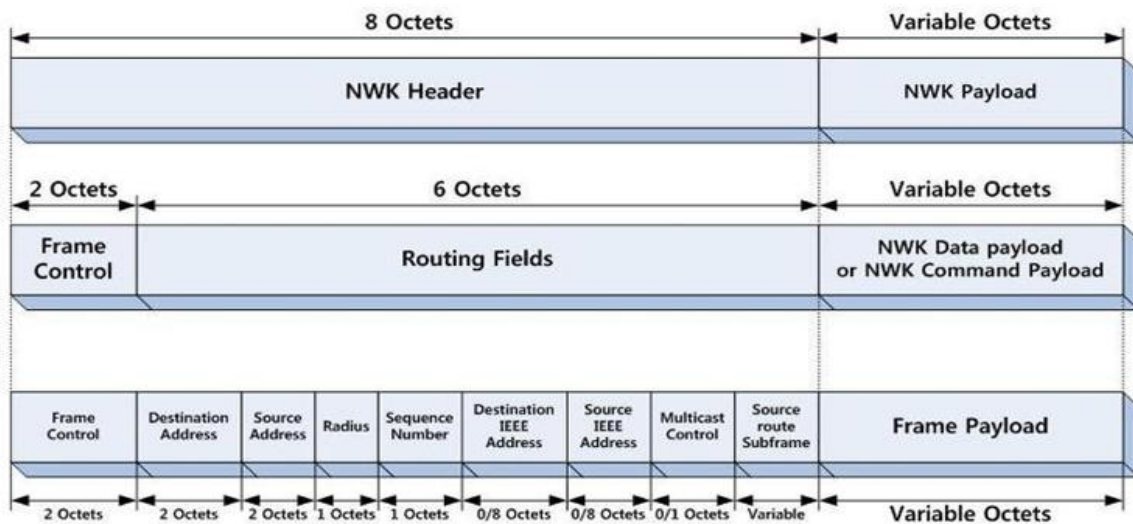 8 Octets
Variable Octets
NWK Header
NWK Payload
2 Octets
6 Octets
Variable Octets
Frame
Control
Routing Fields
NWK Data payload
or NWK Command Payload
Frame
Control
Destination
Address
Source
Address
Radius
Sequence
Number
Destination
IEEE
Address
Source
IEEE
Address
Multicast
Control
Source
route
Subframe
Frame Payload
2 Octets
2 Octets
2 Octets
1 Octets
1 Octets
0/8 Octets
0/8 Octets
0/1 Octets
Variable
Variable Octets